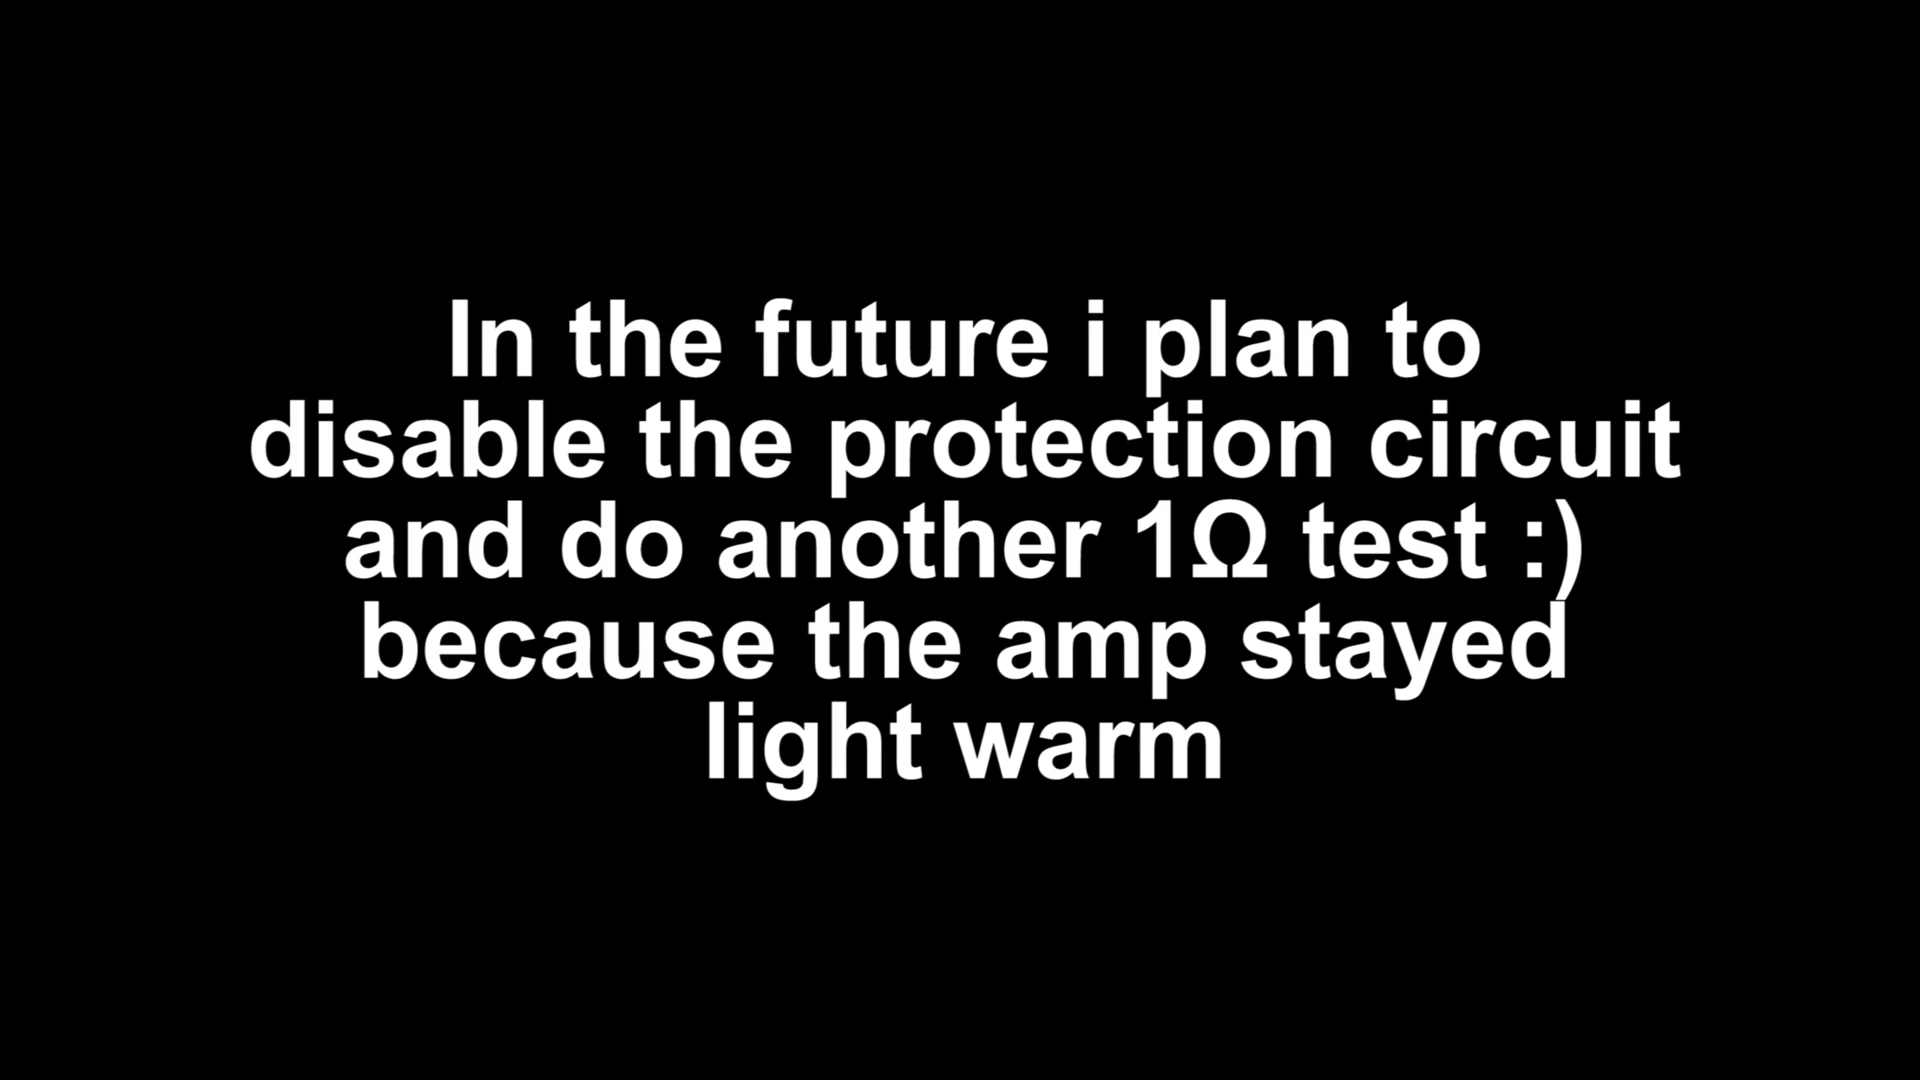 In the future i plan to
disable the protection circuit
and do another 1Ω test :)
because the amp stayed
light warm